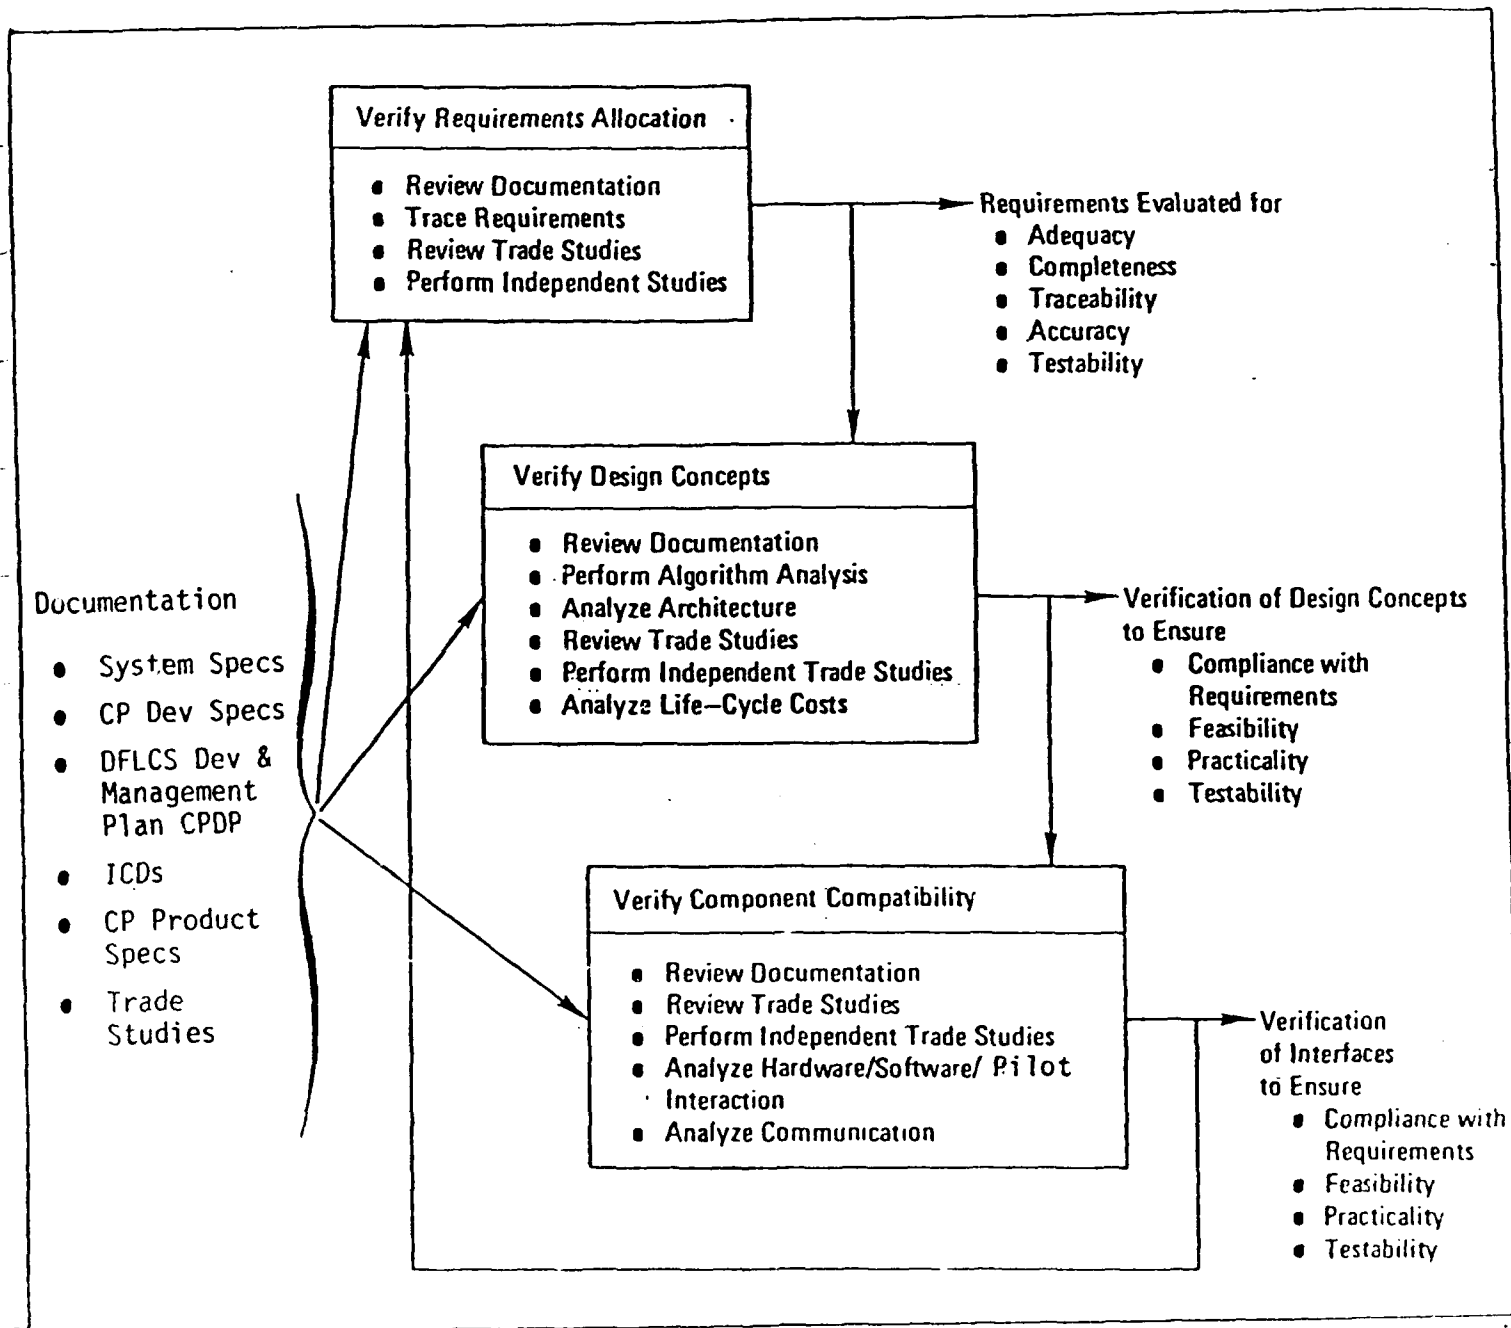 Verify Requirements Allocation
• Review Documentation
• Trace Requirements
• Review Trade Studies
• Perform Independent Studies
Requirements Evaluated for
• Adequacy
• Completeness
• Traceability
• Accuracy
• Testability
Verify Design Concepts
• Review Documentation
• Perform Algorithm Analysis
• Analyze Architecture
• Review Trade Studies
• Perform Independent Trade Studies
• Analyze Life-Cycle Costs
Verification of Design Concepts
to Ensure
• Compliance with
Requirements
• Feasibility
• Practicality
• Testability
Documentation
• System Specs
• CP Dev Specs
• DFLCS Dev &
Management
Plan CPDP
• ICDs
• CP Product
Specs
• Trade
Studies
Verify Component Compatibility
• Review Documentation
• Review Trade Studies
• Perform Independent Trade Studies
• Analyze Hardware/Software/ Pilot
Interaction
• Analyze Communication
Verification
of Interfaces
to Ensure
• Compliance with
Requirements
• Feasibility
• Practicality
• Testability